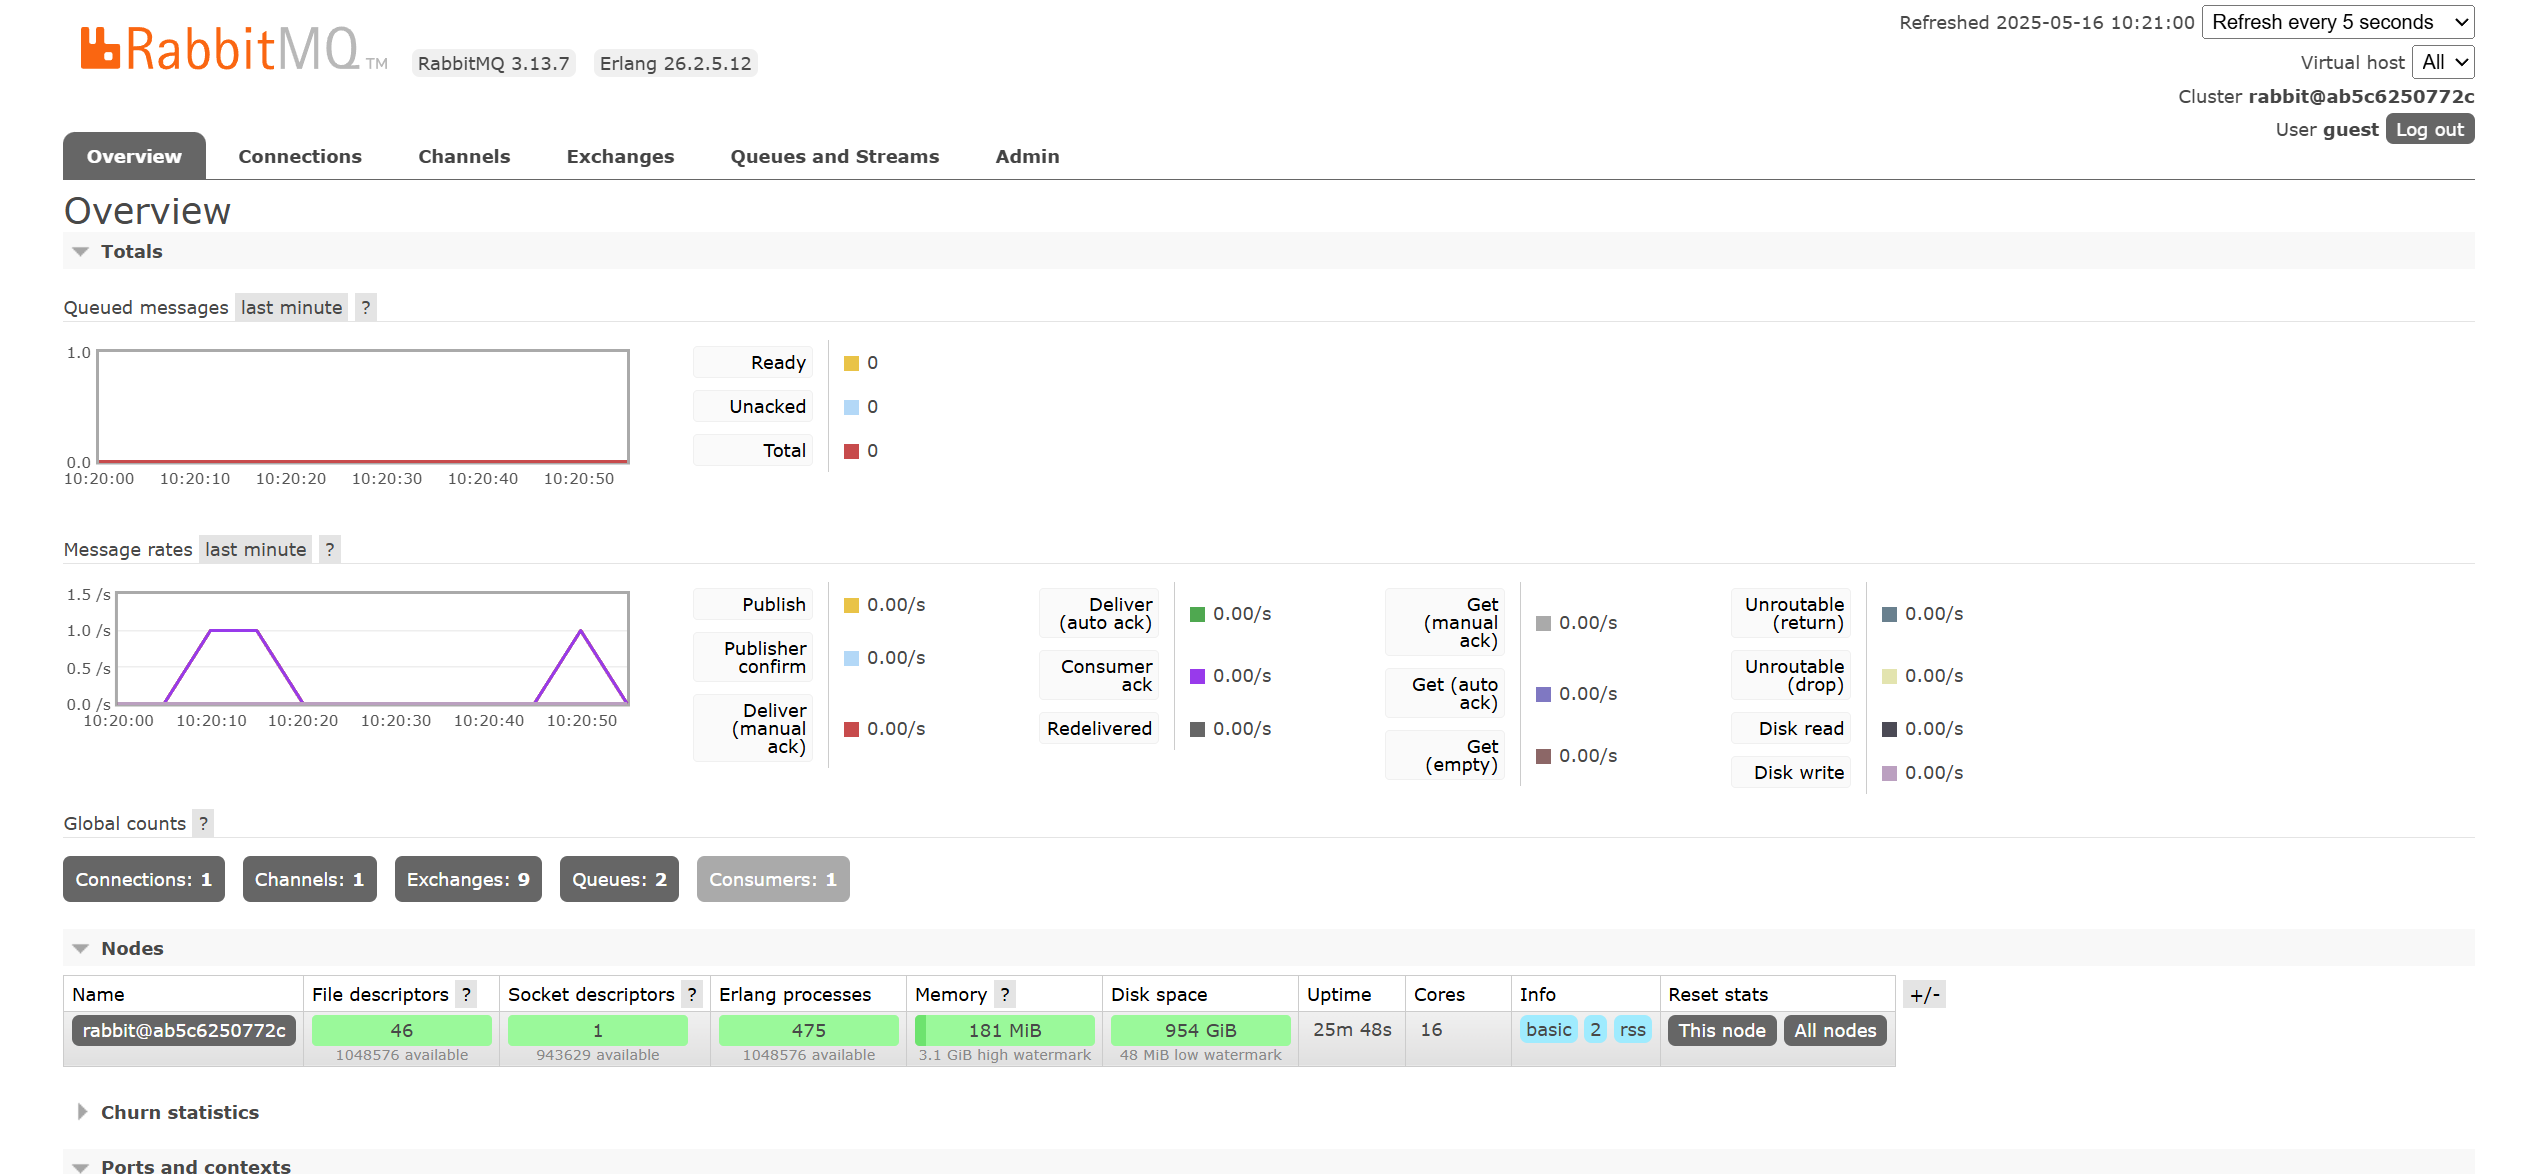 RabbitMQ TM
RabbitMQ 3.13.7 Erlang 26.2.5.12
Refreshed 2025-05-16 10:21:00 Refresh every 5 seconds
Virtual host All
Cluster rabbit@ab5c6250772c
User guest Log out
Overview Connections Channels Exchanges Queues and Streams Admin
Overview
Totals
Queued messages last minute ?
1.0
0.0
10:20:00 10:20:10 10:20:20 10:20:30 10:20:40 10:20:50
Ready 0
Unacked 0
Total 0
Message rates last minute ?
1.5 /s
1.0 /s
0.5 /s
0.0 /s
10:20:00 10:20:10 10:20:20 10:20:30 10:20:40 10:20:50
Publish 0.00/s
Publisher
confirm 0.00/s
Deliver
(manual
ack) 0.00/s
Deliver
(auto ack) 0.00/s
Consumer
ack 0.00/s
Redelivered 0.00/s
Get
(manual
ack) 0.00/s
Get (auto
ack) 0.00/s
Get
(empty) 0.00/s
Unroutable
(return) 0.00/s
Unroutable
(drop) 0.00/s
Disk read 0.00/s
Disk write 0.00/s
Global counts ?
Connections: 1 Channels: 1 Exchanges: 9 Queues: 2 Consumers: 1
Nodes
Name File descriptors ? Socket descriptors ? Erlang processes Memory ? Disk space Uptime Cores Info Reset stats +/-
rabbit@ab5c6250772c 46 1 475 181 MiB 954 GiB 25m 48s 16 basic 2 rss This node All nodes
1048576 available 943629 available 1048576 available 3.1 GiB high watermark 48 MiB low watermark
Churn statistics
Ports and contexts